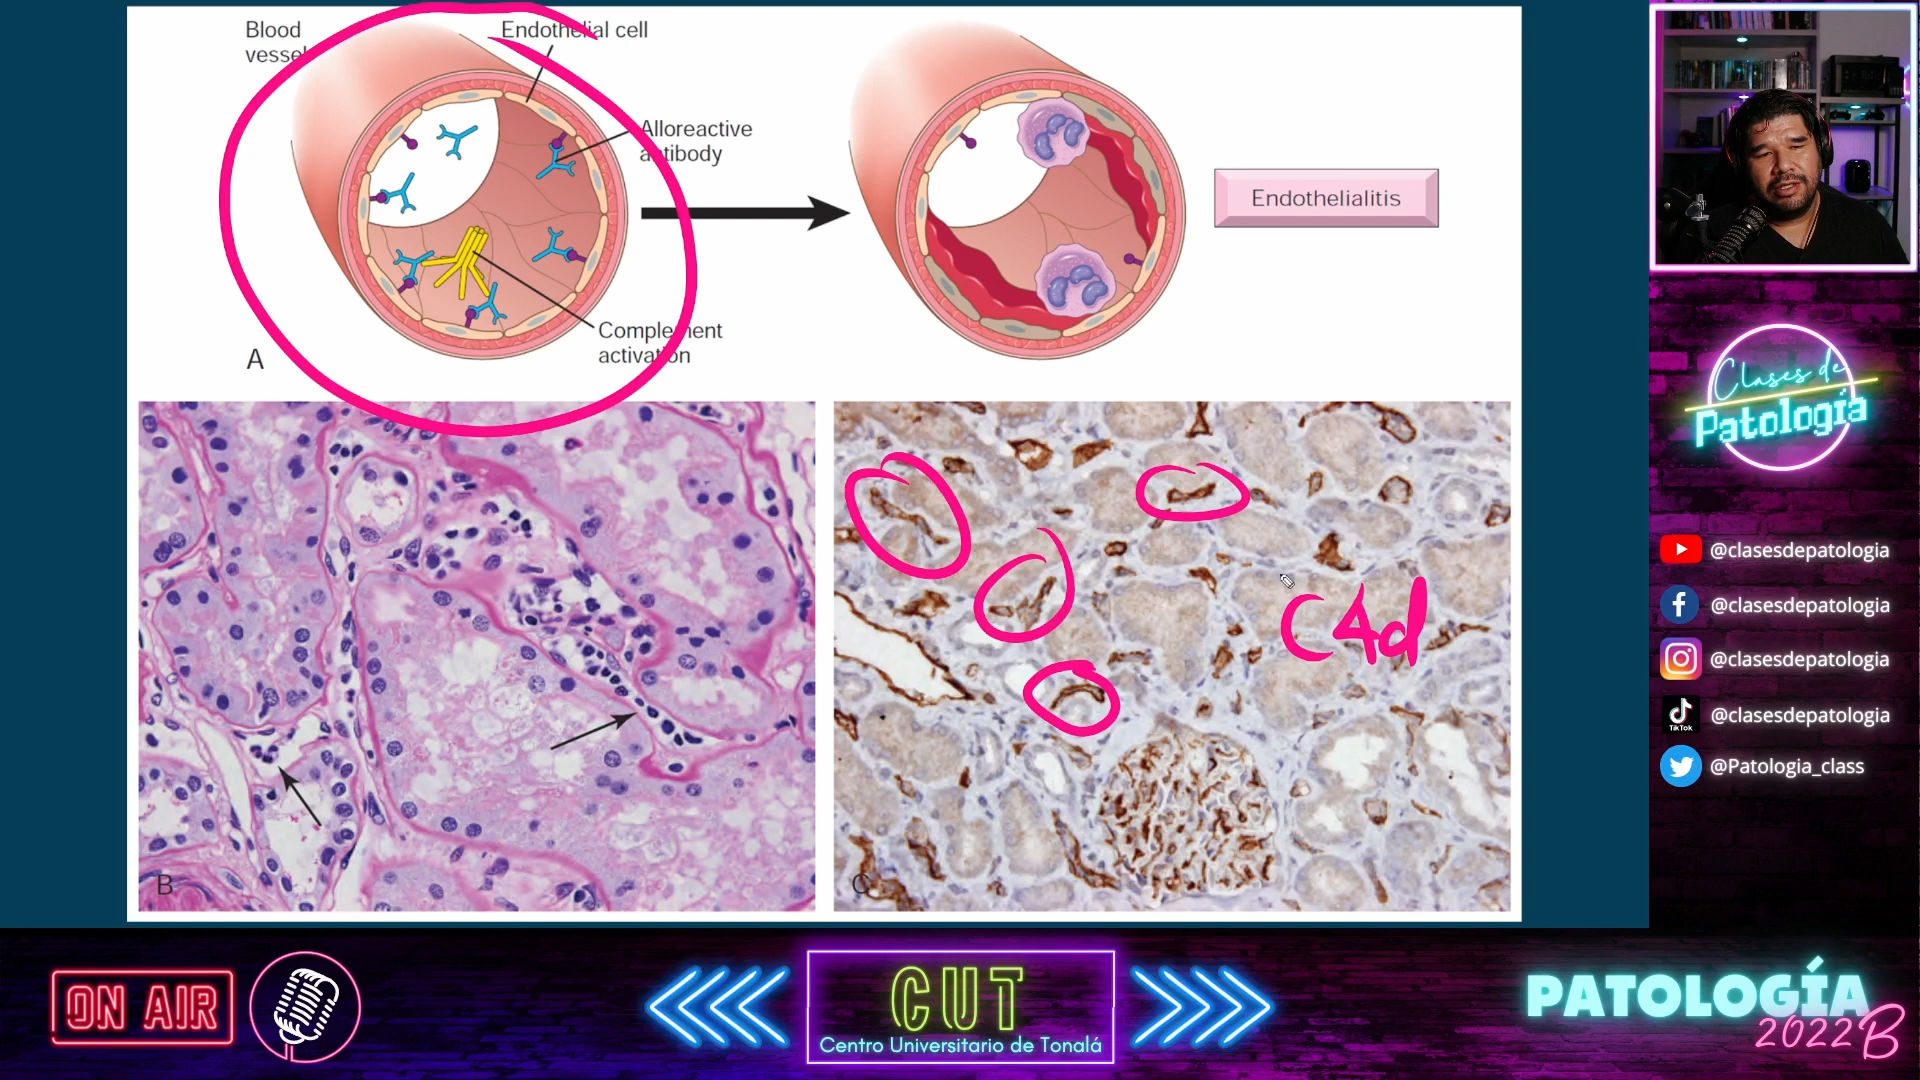 Blood
vessel
Endothelial cell
Alloreactive
antibody
Complement
activation
A
Endothelialitis
B
C
C4d
Clases de
Patología
@clasesdepatologia
@clasesdepatologia
@clasesdepatologia
TikTok
@clasesdepatologia
@Patologia_class
ON AIR
CUT
Centro Universitario de Tonalá
PATOLOGÍA
2022B